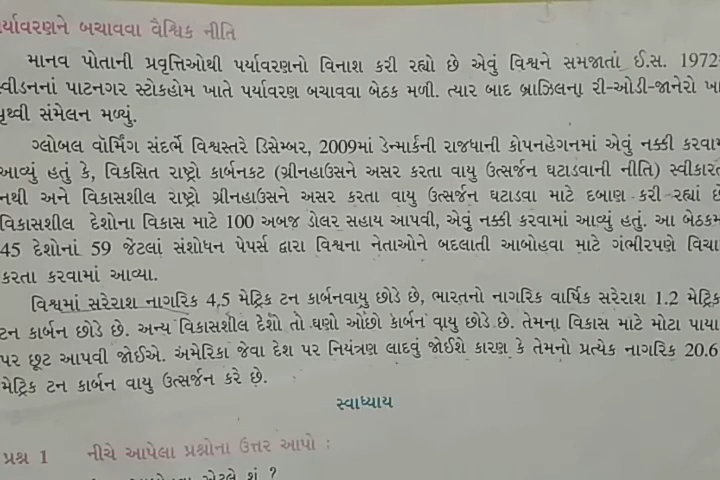 ર્યાવરણને બચાવવા વૈશ્વિક નીતિ
માનવ પોતાની પ્રવૃત્તિઓથી પર્યાવરણનો વિનાશ કરી રહ્યો છે એવું વિશ્વને સમજાતાં ઈ.સ. 1972
સ્વીડનનાં પાટનગર સ્ટોકહોમ ખાતે પર્યાવરણ બચાવવા બેઠક મળી. ત્યાર બાદ બ્રાઝિલના રી-ઓડી-જાનેરો ખા
પૃથ્વી સંમેલન મળ્યું.
ગ્લોબલ વૉર્મિંગ સંદર્ભે વિશ્વસ્તરે ડિસેમ્બર, 2009માં ડેન્માર્કની રાજધાની કોપનહેગનમાં એવું નક્કી કરવામ
આવ્યું હતું કે, વિકસિત રાષ્ટ્રો કાર્બનકટ (ગ્રીનહાઉસને અસર કરતા વાયુ ઉત્સર્જન ઘટાડવાની નીતિ) સ્વીકારત
નથી અને વિકાસશીલ રાષ્ટ્રો ગ્રીનહાઉસને અસર કરતા વાયુ ઉત્સર્જન ઘટાડવા માટે દબાણ કરી રહ્યાં છે
વિકાસશીલ દેશોના વિકાસ માટે 100 અબજ ડોલર સહાય આપવી, એવું નક્કી કરવામાં આવ્યું હતું. આ બેઠકમ
45 દેશોનાં 59 જેટલાં સંશોધન પેપર્સ દ્વારા વિશ્વના નેતાઓને બદલાતી આબોહવા માટે ગંભીરપણે વિચા
કરતા કરવામાં આવ્યા.
વિશ્વમાં સરેરાશ નાગરિક 4.5 મેટ્રિક ટન કાર્બનવાયુ છોડે છે, ભારતનો નાગરિક વાર્ષિક સરેરાશ 1.2 મેટ્રિક
ટન કાર્બન છોડે છે. અન્ય વિકાસશીલ દેશો તો ઘણો ઓછો કાર્બન વાયુ છોડે છે. તેમના વિકાસ માટે મોટા પાયા
પર છૂટ આપવી જોઈએ. અમેરિકા જેવા દેશ પર નિયંત્રણ લાદવું જોઈશે કારણ કે તેમનો પ્રત્યેક નાગરિક 20.6
મેટ્રિક ટન કાર્બન વાયુ ઉત્સર્જન કરે છે.
સ્વાધ્યાય
પ્રશ્ન 1 નીચે આપેલા પ્રશ્નોના ઉત્તર આપો :
એટલે શું ?